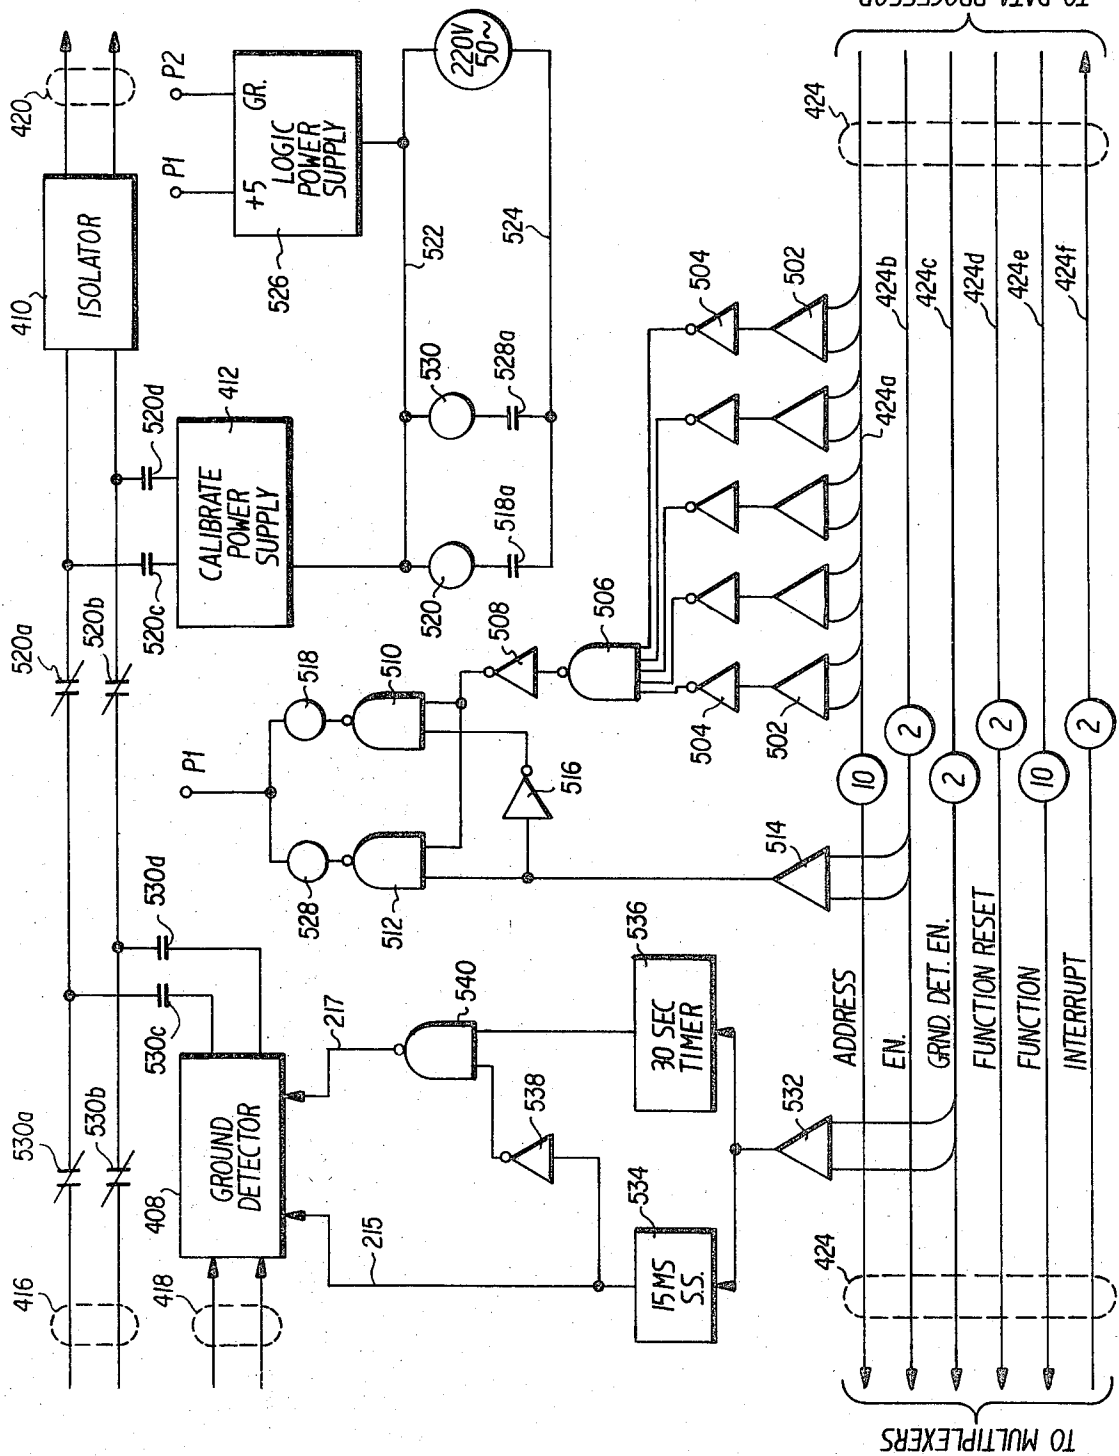 416
530a
520a
410
420
530b
520b
ISOLATOR
418
408
GROUND
DETECTOR
530c
530d
520c
520d
412
CALIBRATE
POWER
SUPPLY
P1
P1
P2
+5
GR.
LOGIC
POWER
SUPPLY
526
215
217
528
518
522
220V
50~
512
510
520
530
518a
528a
524
540
538
516
508
506
534
15MS
S.S.
536
30 SEC
TIMER
504
504
532
514
502
502
424
424
ADDRESS
10
424a
EN.
2
424b
GRND. DET. EN.
2
424c
FUNCTION RESET
2
424d
FUNCTION
10
424e
INTERRUPT
2
424f
TO MULTIPLEXERS
TO DATA PROCESSOR